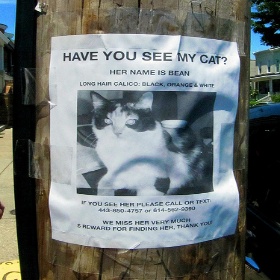 HAVE YOU SEE MY CAT?
HER NAME IS BEAN
LONG HAIR CALICO: BLACK, ORANGE & WHITE
IF YOU SEE HER PLEASE CALL OR TEXT:
WE MISS HER VERY MUCH
$ REWARD FOR FINDING HER, THANK YOU!